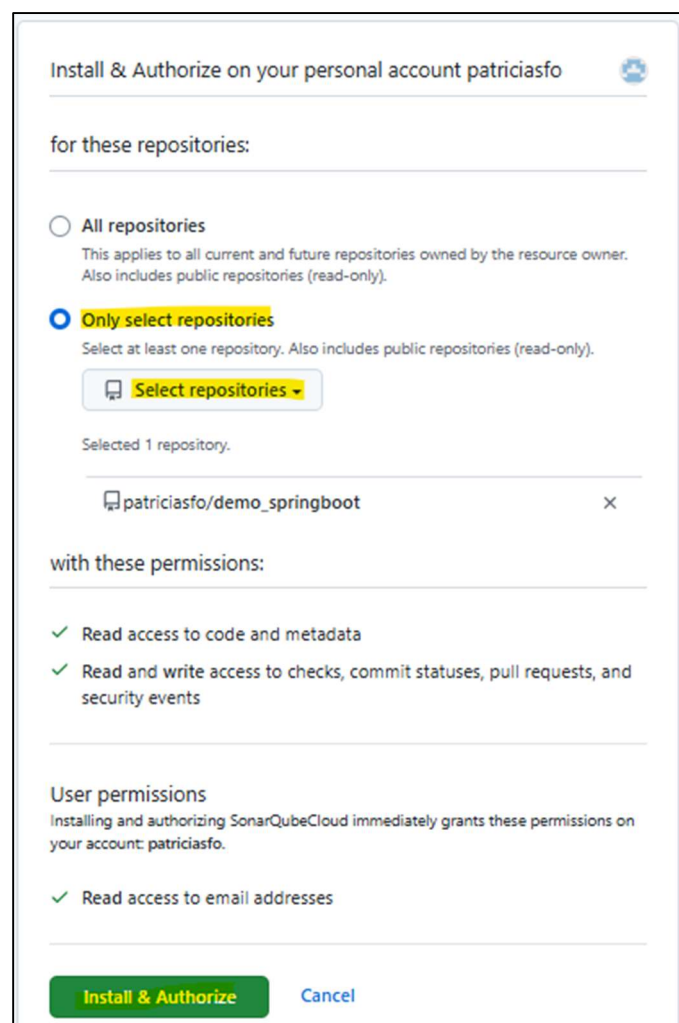 Install & Authorize on your personal account patriciasfo
for these repositories:
All repositories
This applies to all current and future repositories owned by the resource owner.
Also includes public repositories (read-only).
Only select repositories
Select at least one repository. Also includes public repositories (read-only).
Select repositories
Selected 1 repository.
patriciasfo/demo_springboot
with these permissions:
Read access to code and metadata
Read and write access to checks, commit statuses, pull requests, and
security events
User permissions
Installing and authorizing SonarQubeCloud immediately grants these permissions on
your account: patriciasfo.
Read access to email addresses
Install & Authorize Cancel